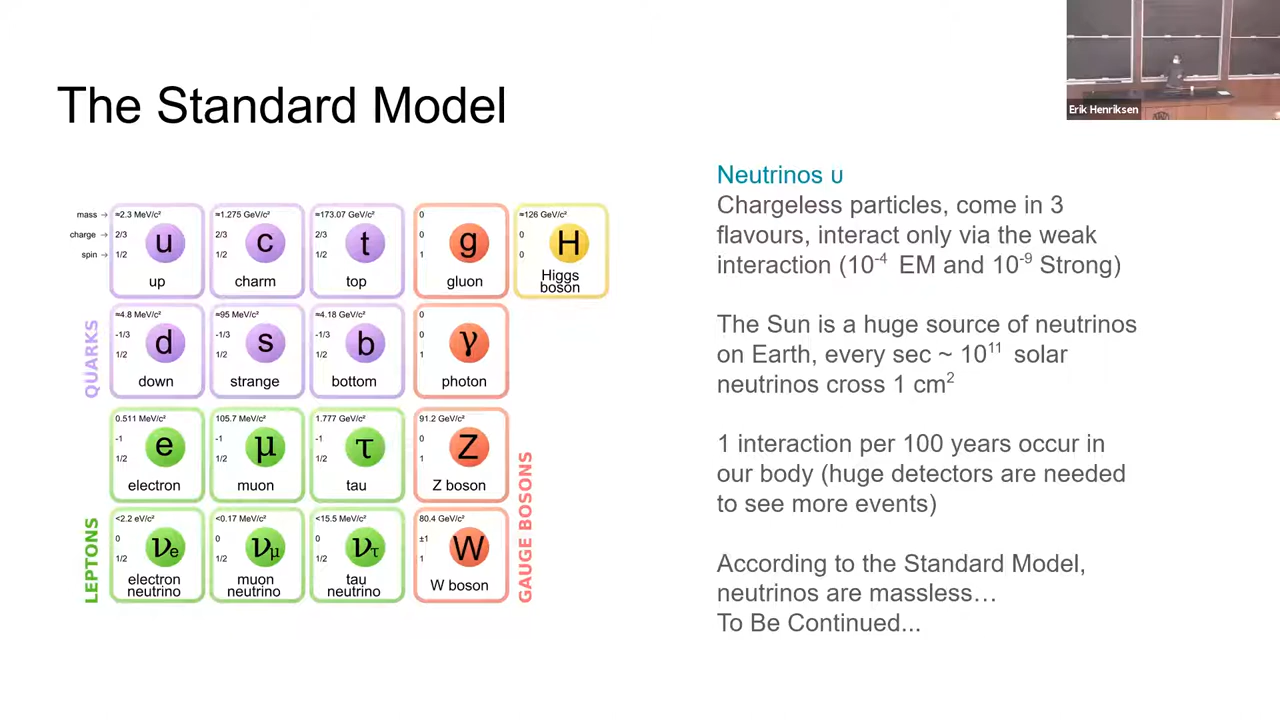 Erik Henriksen
The Standard Model
mass → ≈2.3 MeV/c² ≈1.275 GeV/c² ≈173.07 GeV/c² 0 ≈126 GeV/c²
charge → 2/3 2/3 2/3 0 0
spin → 1/2 1/2 1/2 1 0
u c t g H
up charm top gluon Higgs
boson
QUARKS
≈4.8 MeV/c² ≈95 MeV/c² ≈4.18 GeV/c² 0
-1/3 -1/3 -1/3 0
1/2 1/2 1/2 1
d s b γ
down strange bottom photon
0.511 MeV/c² 105.7 MeV/c² 1.777 GeV/c² 91.2 GeV/c²
-1 -1 -1 0
1/2 1/2 1/2 1
e μ τ Z
electron muon tau Z boson
LEPTONS
<2.2 eV/c² <0.17 MeV/c² <15.5 MeV/c² 80.4 GeV/c²
0 0 0 ±1
1/2 1/2 1/2 1
νe νμ ντ W
electron muon tau W boson
neutrino neutrino neutrino
GAUGE BOSONS
Neutrinos υ
Chargeless particles, come in 3
flavours, interact only via the weak
interaction (10⁻⁴ EM and 10⁻⁹ Strong)
The Sun is a huge source of neutrinos
on Earth, every sec ~ 10¹¹ solar
neutrinos cross 1 cm²
1 interaction per 100 years occur in
our body (huge detectors are needed
to see more events)
According to the Standard Model,
neutrinos are massless…
To Be Continued...